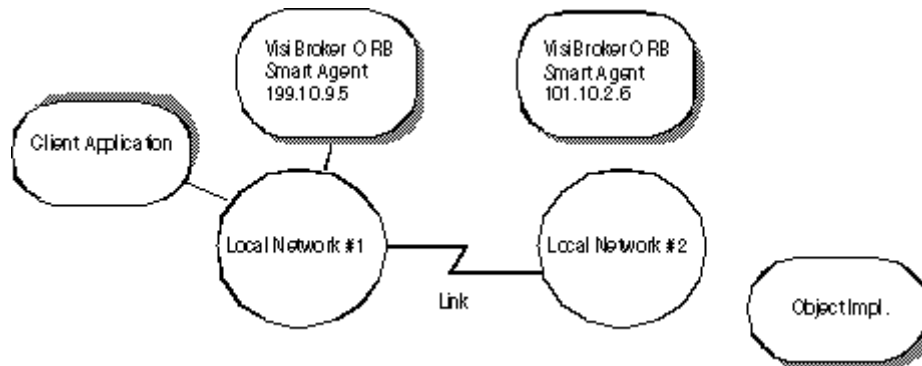 VisiBroker ORB
Smart Agent
199.10.9.5
VisiBroker ORB
Smart Agent
101.10.2.6
Client Application
Local Network #1
Local Network #2
Link
Object Impl.